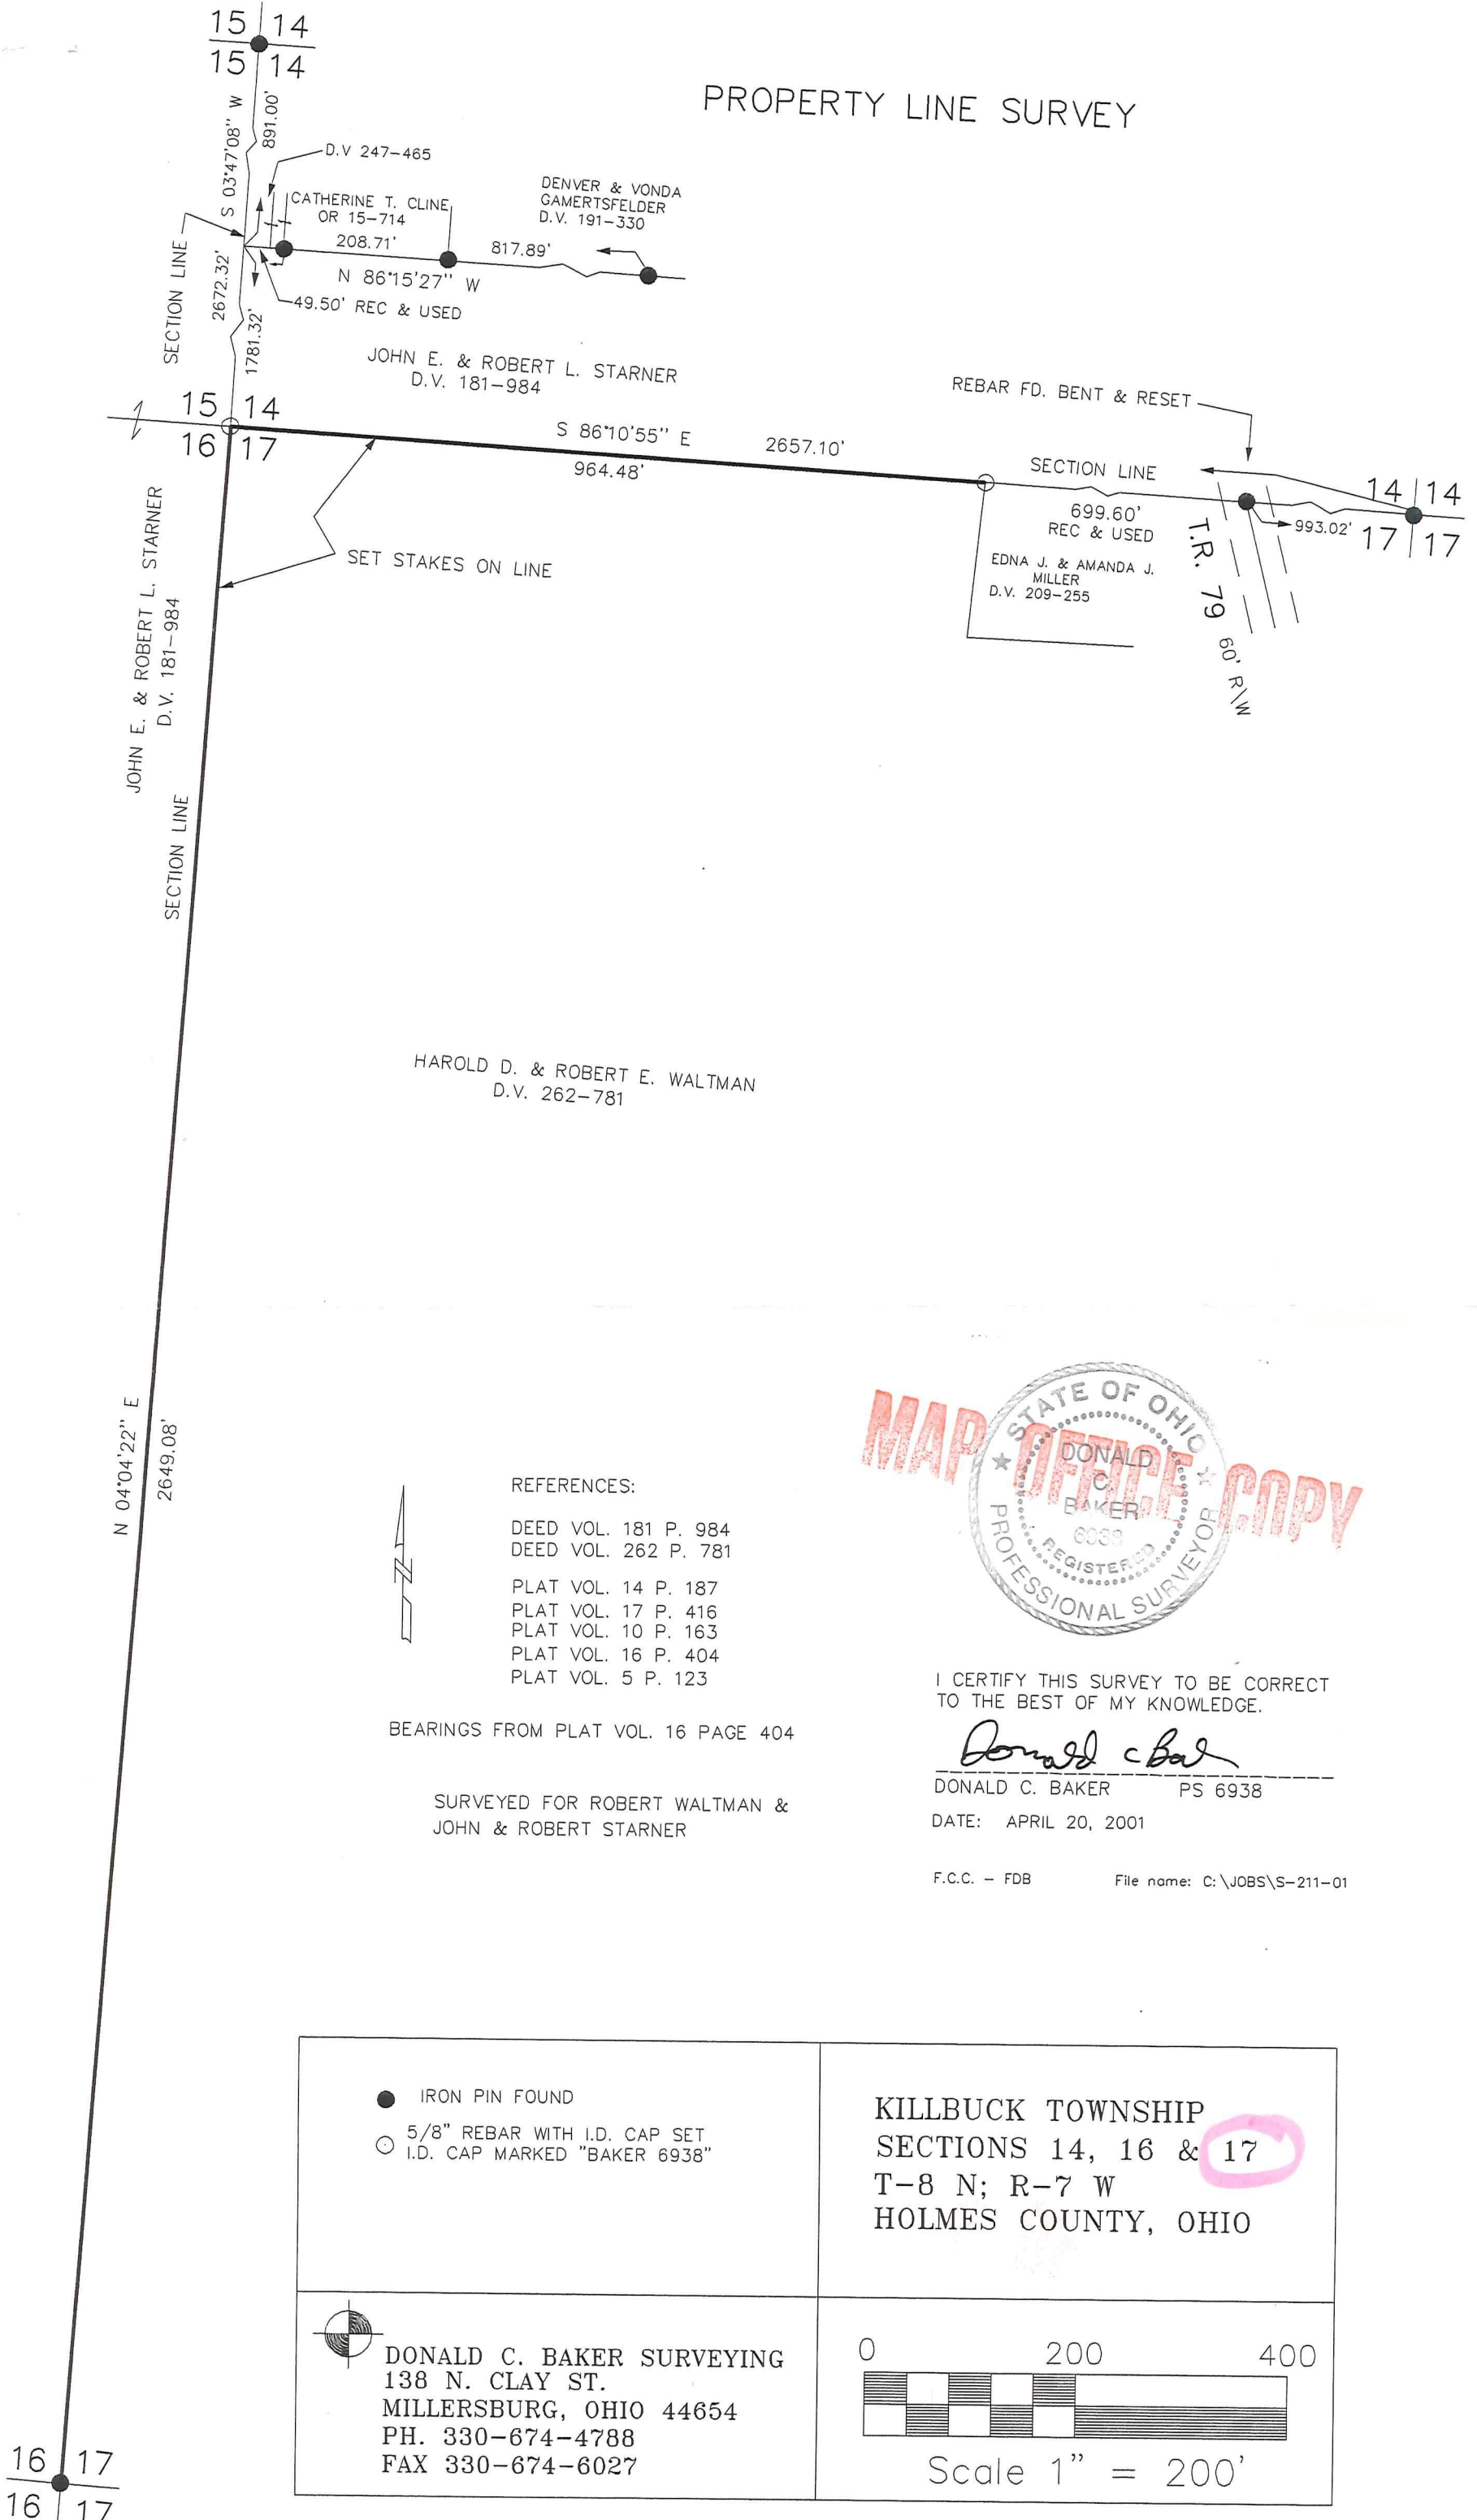 15 14
15 14
PROPERTY LINE SURVEY
S 03°47'08" W
891.00'
D.V 247-465
CATHERINE T. CLINE
OR 15-714
208.71'
DENVER & VONDA
GAMERTSFELDER
D.V. 191-330
817.89'
N 86°15'27" W
49.50' REC & USED
SECTION LINE
2672.32'
1781.32'
JOHN E. & ROBERT L. STARNER
D.V. 181-984
REBAR FD. BENT & RESET
15 14
16 17
S 86°10'55" E
2657.10'
964.48'
SECTION LINE
14 14
17 17
699.60'
REC & USED
993.02'
EDNA J. & AMANDA J.
MILLER
D.V. 209-255
T.R. 79 60' R\W
SET STAKES ON LINE
JOHN E. & ROBERT L. STARNER
D.V. 181-984
SECTION LINE
HAROLD D. & ROBERT E. WALTMAN
D.V. 262-781
N 04°04'22" E
2649.08'
N
REFERENCES:
DEED VOL. 181 P. 984
DEED VOL. 262 P. 781
PLAT VOL. 14 P. 187
PLAT VOL. 17 P. 416
PLAT VOL. 10 P. 163
PLAT VOL. 16 P. 404
PLAT VOL. 5 P. 123
BEARINGS FROM PLAT VOL. 16 PAGE 404
SURVEYED FOR ROBERT WALTMAN &
JOHN & ROBERT STARNER
MAP OFFICE COPY
STATE OF OHIO
DONALD
C.
BAKER
6938
REGISTERED
PROFESSIONAL SURVEYOR
I CERTIFY THIS SURVEY TO BE CORRECT
TO THE BEST OF MY KNOWLEDGE.
DONALD C. BAKER PS 6938
DATE: APRIL 20, 2001
F.C.C. - FDB File name: C:\JOBS\S-211-01
IRON PIN FOUND
5/8" REBAR WITH I.D. CAP SET
I.D. CAP MARKED "BAKER 6938"
KILLBUCK TOWNSHIP
SECTIONS 14, 16 & 17
T-8 N; R-7 W
HOLMES COUNTY, OHIO
DONALD C. BAKER SURVEYING
138 N. CLAY ST.
MILLERSBURG, OHIO 44654
PH. 330-674-4788
FAX 330-674-6027
0 200 400
Scale 1" = 200'
16 17
16 17